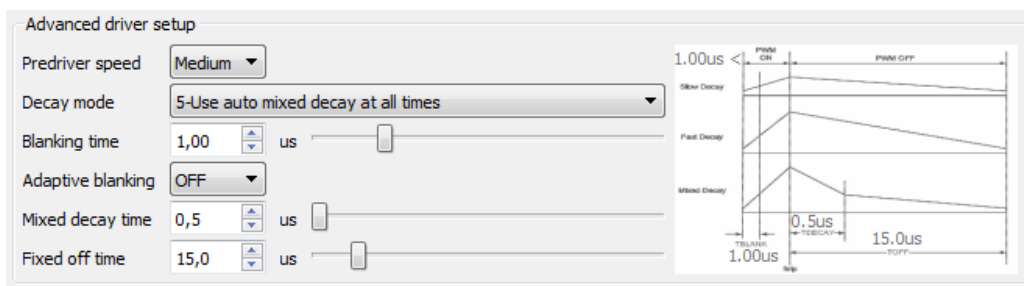 Advanced driver setup
Predriver speed Medium
Decay mode 5-Use auto mixed decay at all times
Blanking time 1,00 us
Adaptive blanking OFF
Mixed decay time 0,5 us
Fixed off time 15,0 us
1.00us <
PWM ON
PWM OFF
Slow Decay
Fast Decay
Mixed Decay
0.5us
TDECAY
15.0us
TBLANK
TOFF
1.00us
Itrip